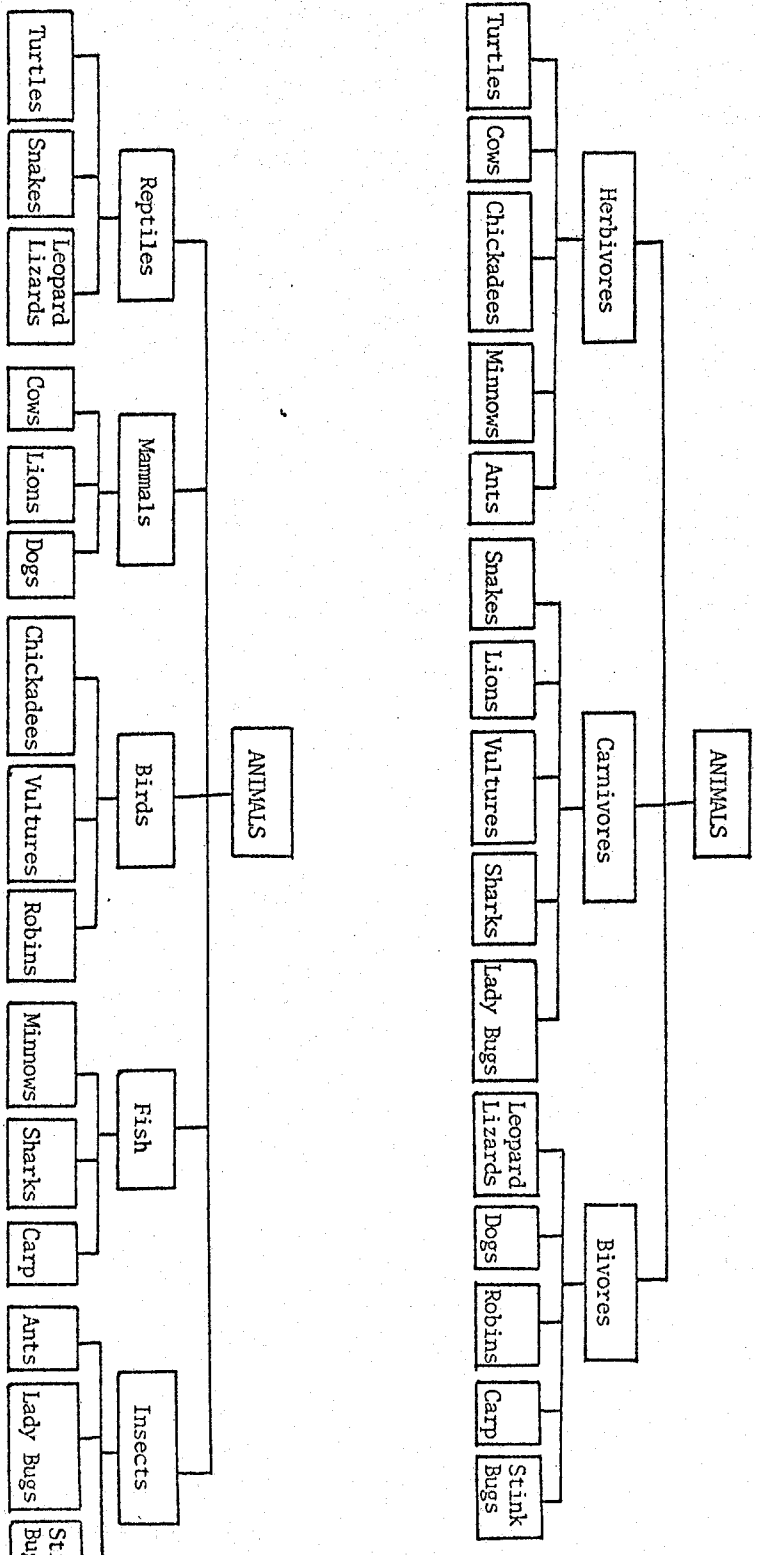 ANIMALS
Herbivores
Carnivores
Bivores
Turtles
Cows
Chickadees
Minnows
Ants
Snakes
Lions
Vultures
Sharks
Lady Bugs
Leopard
Lizards
Dogs
Robins
Carp
Stink
Bugs
ANIMALS
Reptiles
Mammals
Birds
Fish
Insects
Turtles
Snakes
Leopard
Lizards
Cows
Lions
Dogs
Chickadees
Vultures
Robins
Minnows
Sharks
Carp
Ants
Lady Bugs
Sti
Bu